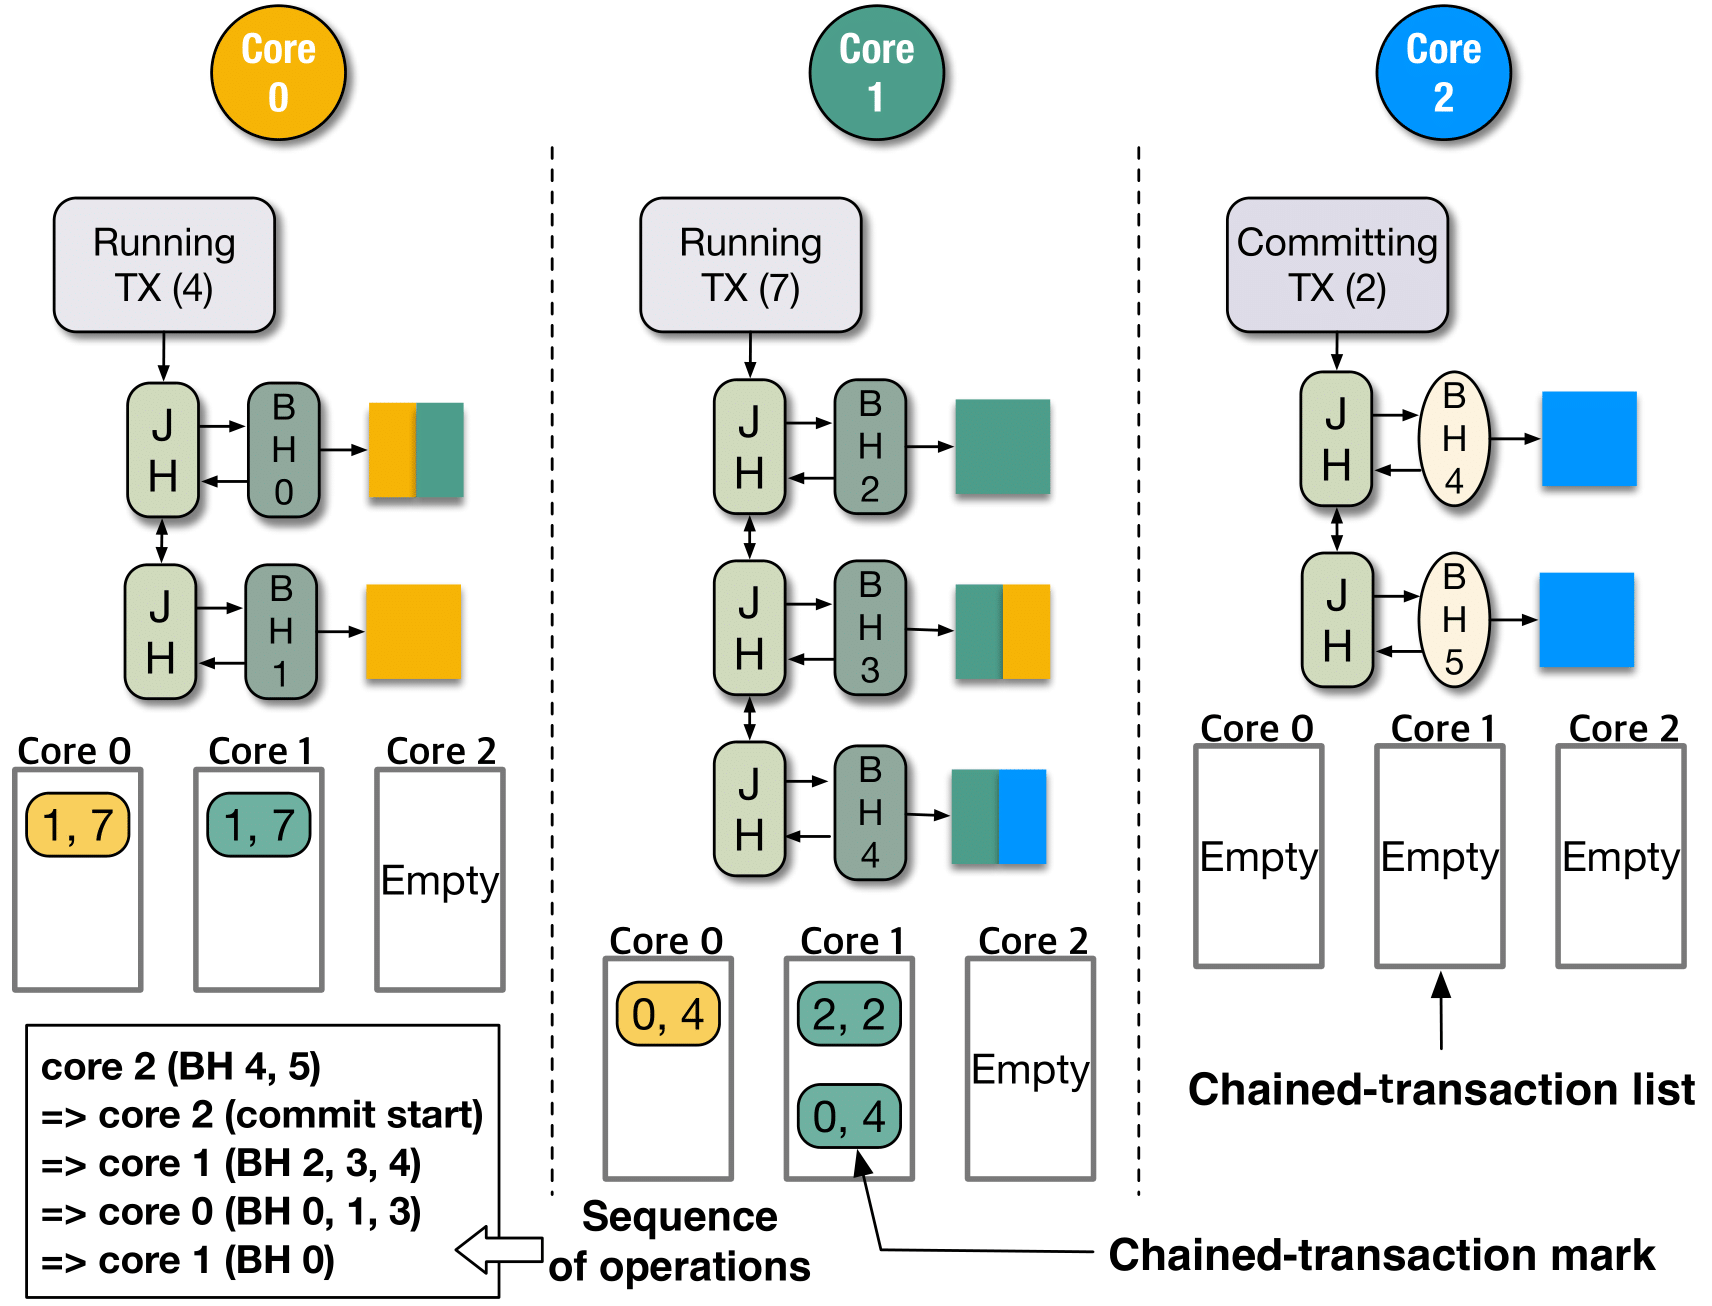 Core
0
Core
1
Core
2
Running
TX (4)
J
H
B
H
0
J
H
B
H
1
Core 0
Core 1
Core 2
1, 7
1, 7
Empty
Running
TX (7)
J
H
B
H
2
J
H
B
H
3
J
H
B
H
4
Core 0
Core 1
Core 2
0, 4
2, 2
0, 4
Empty
Committing
TX (2)
J
H
B
H
4
J
H
B
H
5
Core 0
Core 1
Core 2
Empty
Empty
Empty
Chained-transaction list
Chained-transaction mark
Sequence
of operations
core 2 (BH 4, 5)
=> core 2 (commit start)
=> core 1 (BH 2, 3, 4)
=> core 0 (BH 0, 1, 3)
=> core 1 (BH 0)